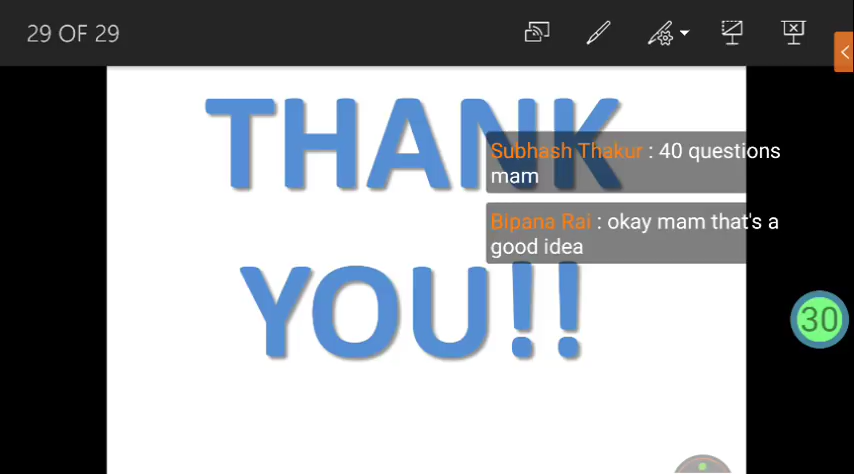 29 OF 29
THANK
Subhash Thakur : 40 questions
mam
Bipana Rai : okay mam that's a
good idea
YOU!!
30